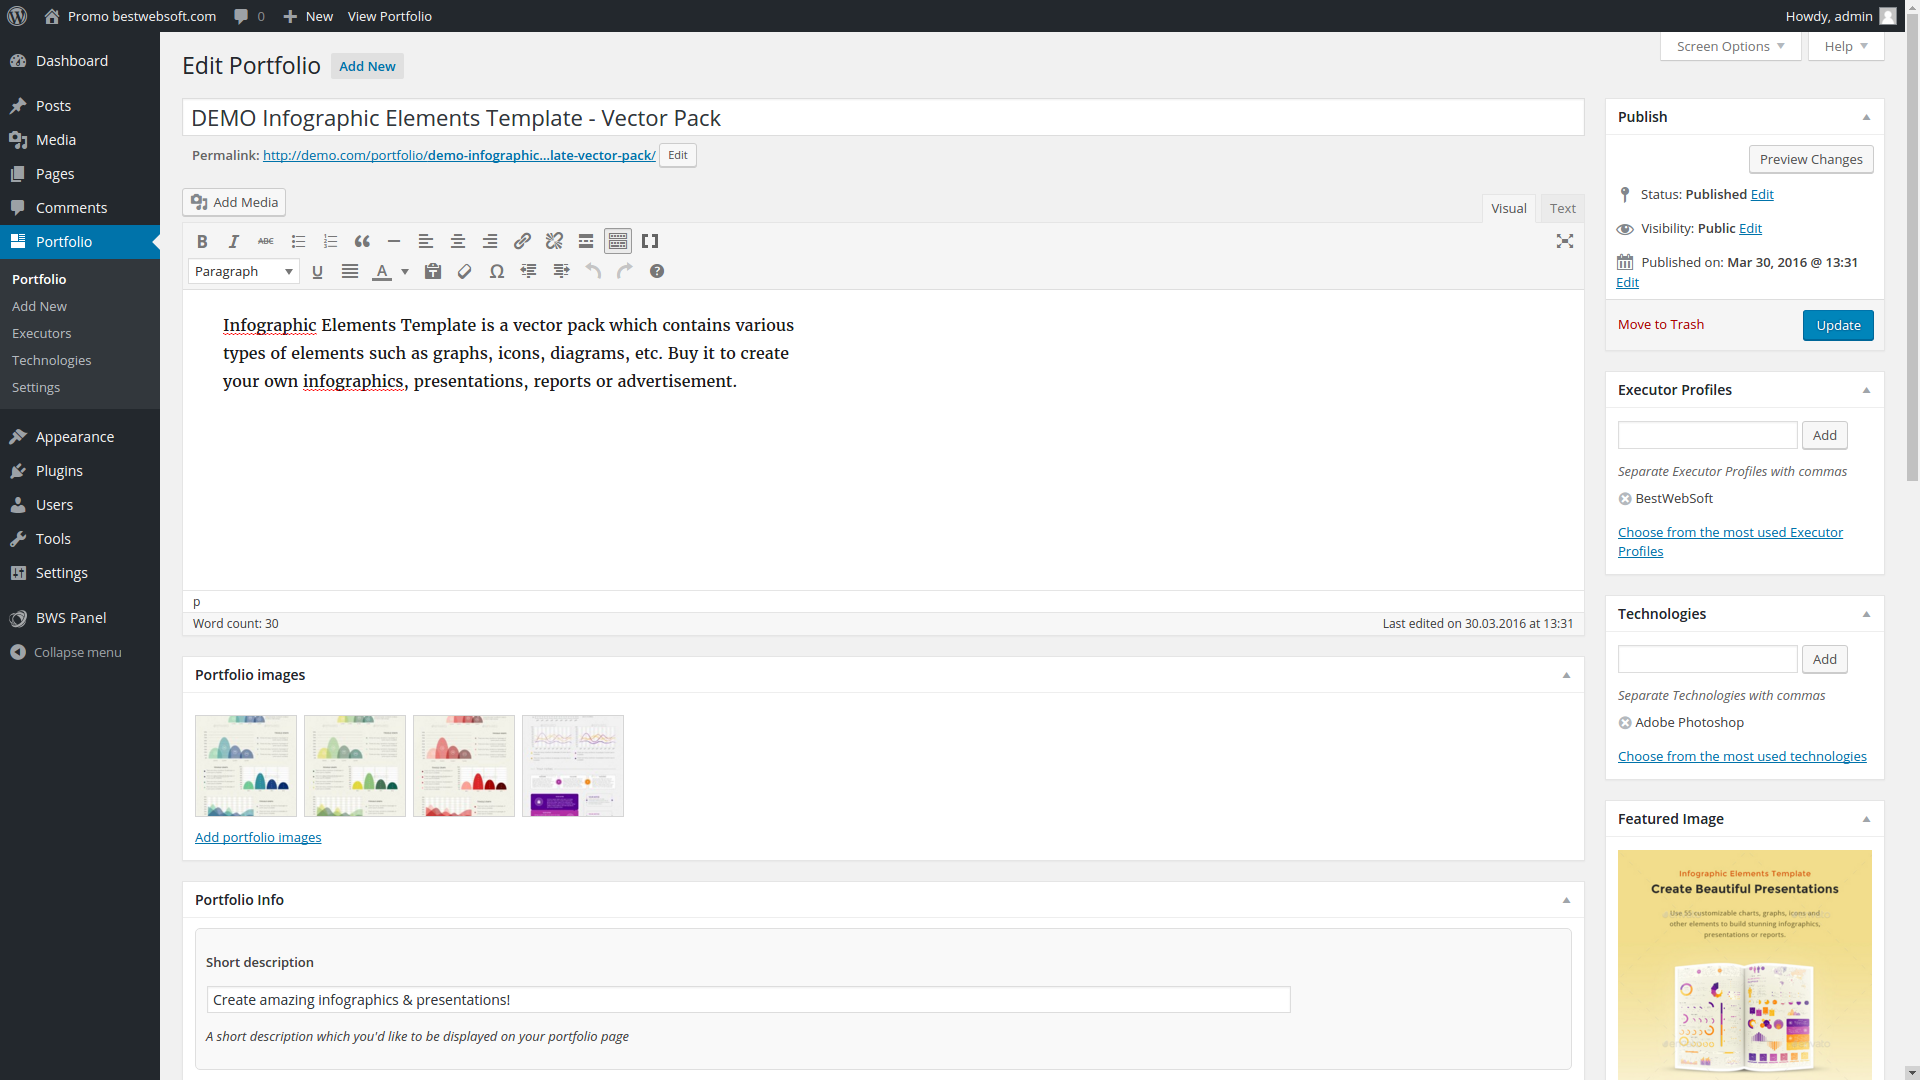 Promo bestwebsoft.com 0 New View Portfolio Howdy, admin
Screen Options Help
Dashboard
Posts
Media
Pages
Comments
Portfolio
Portfolio
Add New
Executors
Technologies
Settings
Appearance
Plugins
Users
Tools
Settings
BWS Panel
Collapse menu
Edit Portfolio Add New
DEMO Infographic Elements Template - Vector Pack
Permalink: http://demo.com/portfolio/demo-infographic...late-vector-pack/ Edit
Add Media
Visual Text
B I ABC
Paragraph U A Ω ?
Infographic Elements Template is a vector pack which contains various
types of elements such as graphs, icons, diagrams, etc. Buy it to create
your own infographics, presentations, reports or advertisement.
p
Word count: 30 Last edited on 30.03.2016 at 13:31
Portfolio images
Add portfolio images
Portfolio Info
Short description
Create amazing infographics & presentations!
A short description which you'd like to be displayed on your portfolio page
Publish
Preview Changes
Status: Published Edit
Visibility: Public Edit
Published on: Mar 30, 2016 @ 13:31
Edit
Move to Trash Update
Executor Profiles
Add
Separate Executor Profiles with commas
BestWebSoft
Choose from the most used Executor
Profiles
Technologies
Add
Separate Technologies with commas
Adobe Photoshop
Choose from the most used technologies
Featured Image
Infographic Elements Template
Create Beautiful Presentations
Use 55 customizable charts, graphs, icons and
other elements to build stunning infographics,
presentations or reports.